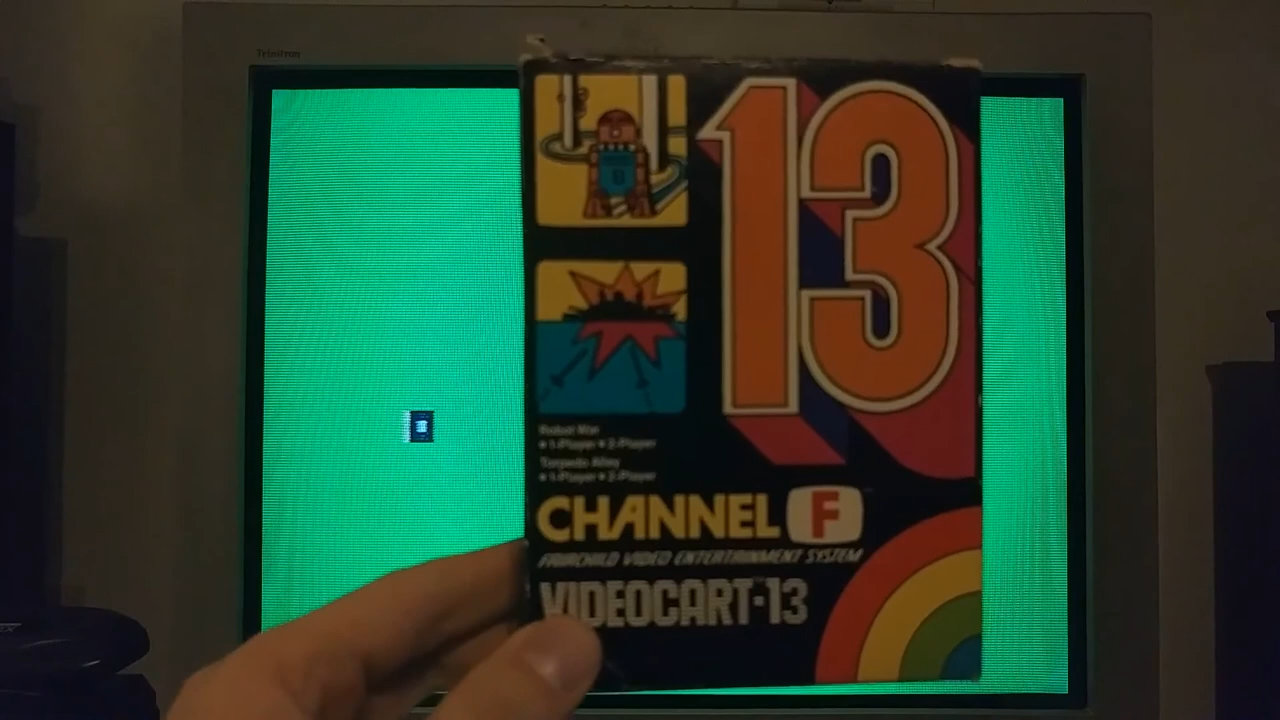 Trinitron
13
Robot War
• 1-Player • 2-Player
Torpedo Alley
• 1-Player • 2-Player
CHANNEL F
FAIRCHILD VIDEO ENTERTAINMENT SYSTEM
VIDEOCART-13